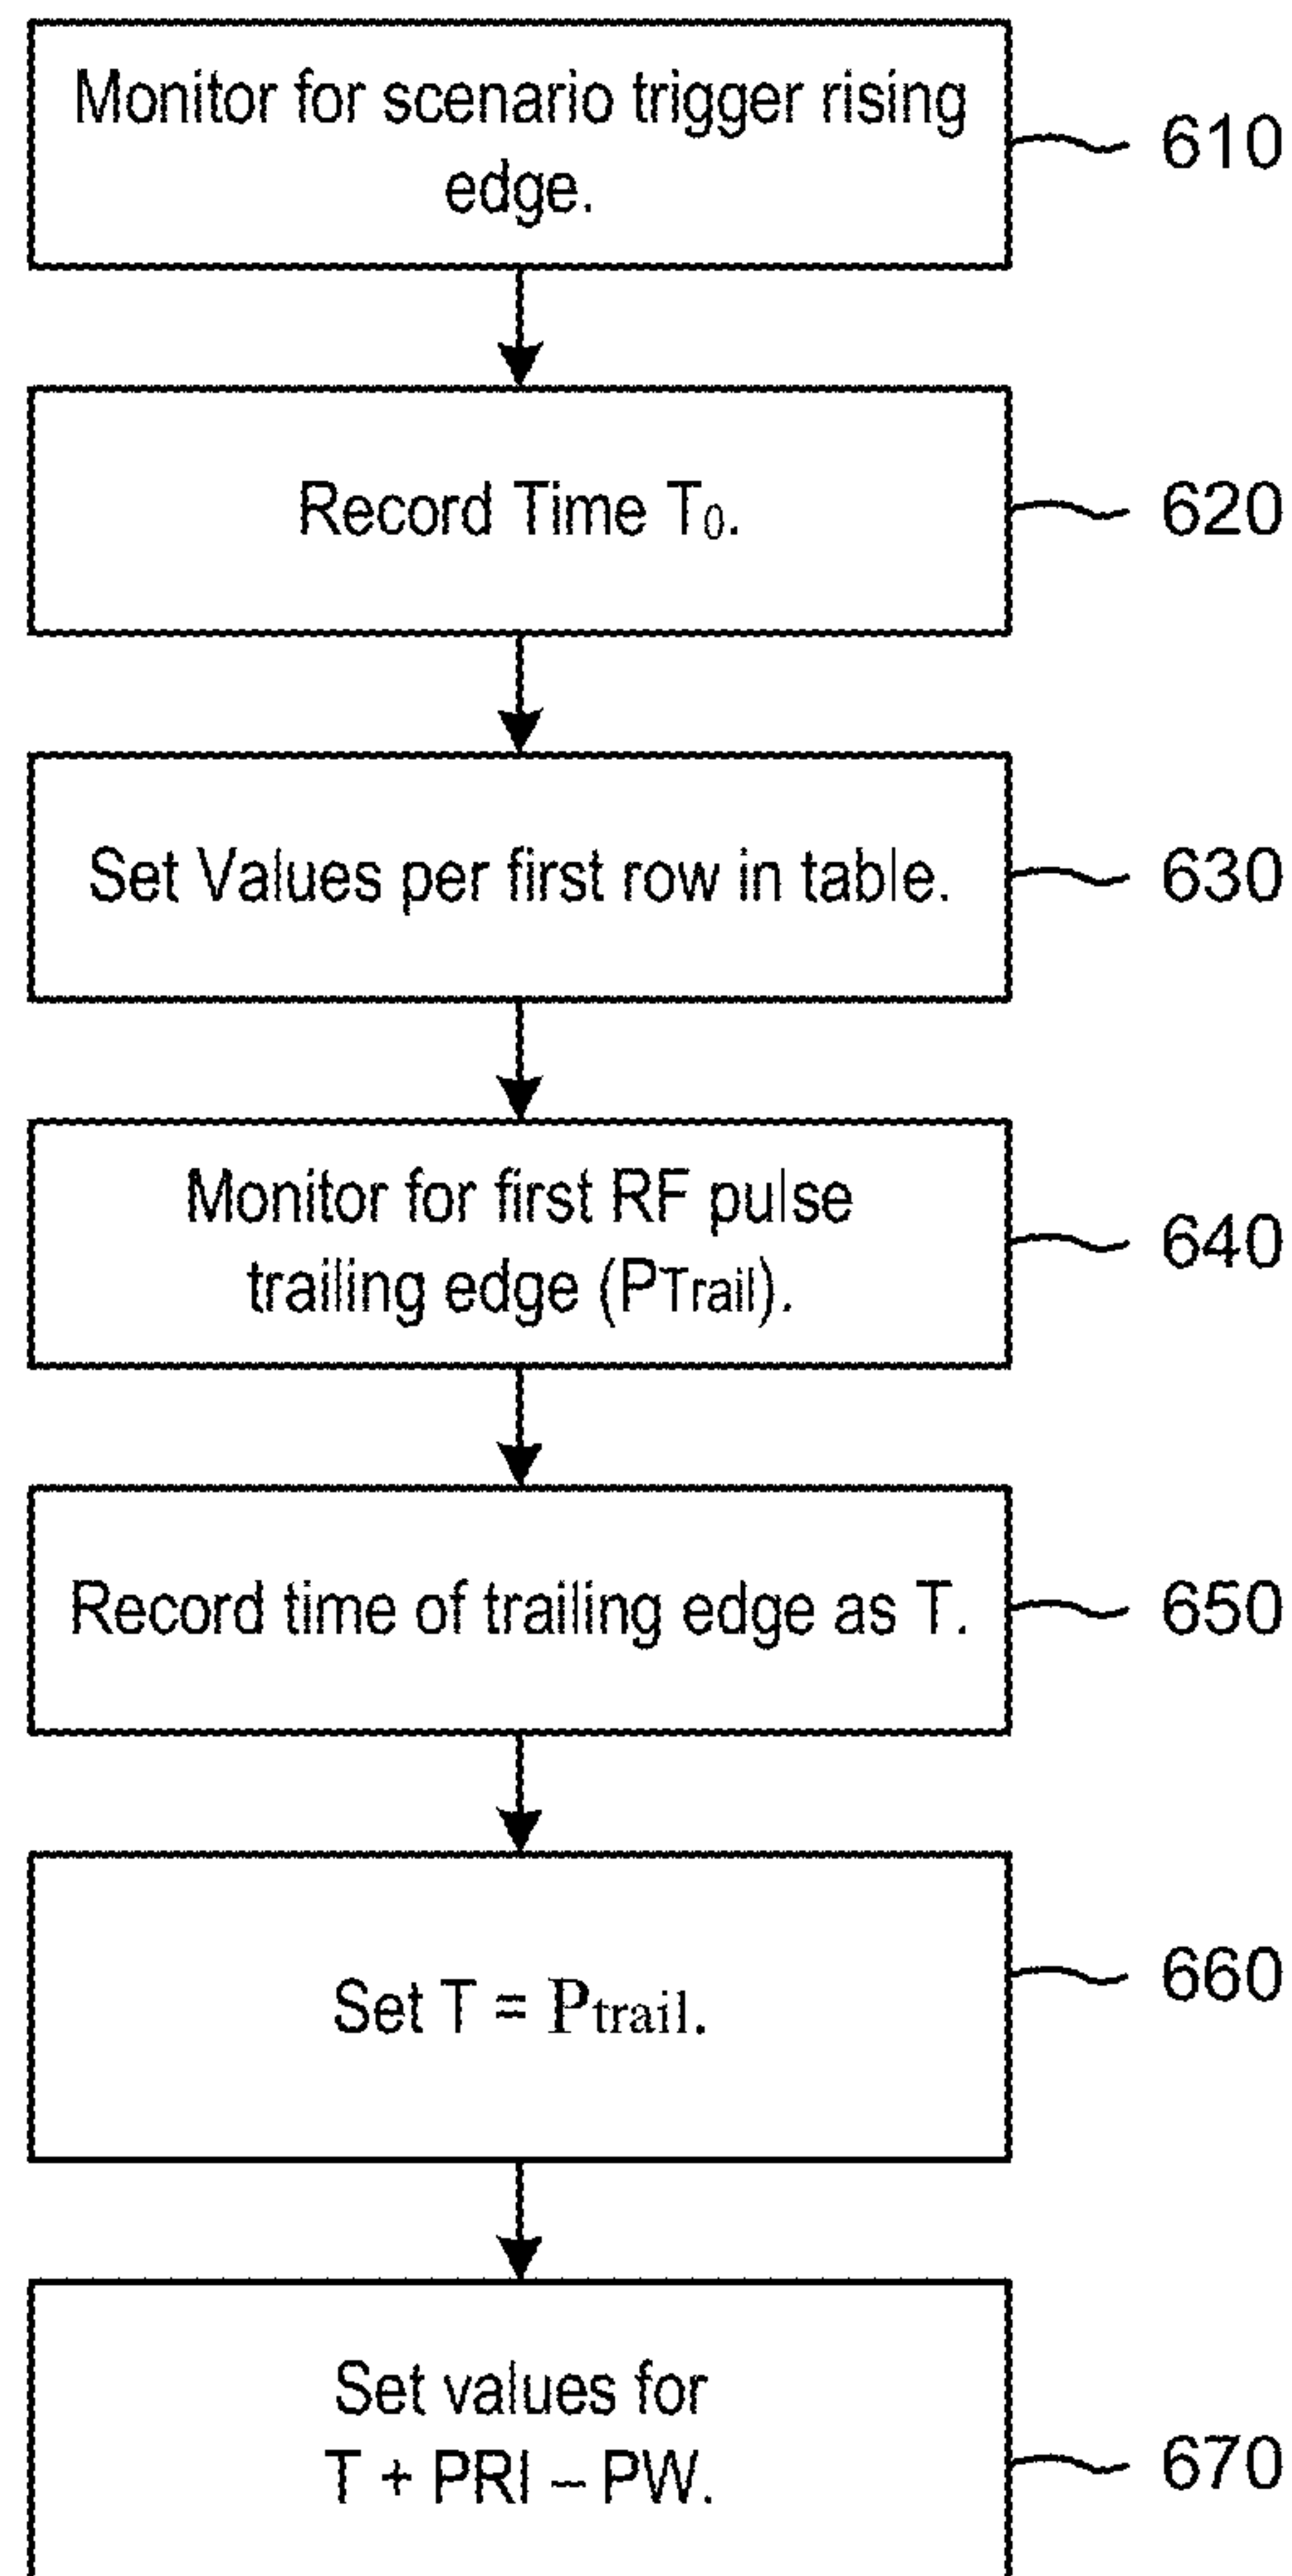 Monitor for scenario trigger rising
edge.
610
Record Time T₀.
620
Set Values per first row in table.
630
Monitor for first RF pulse
trailing edge (PTrail).
640
Record time of trailing edge as T.
650
Set T = Ptrail.
660
Set values for
T + PRI – PW.
670